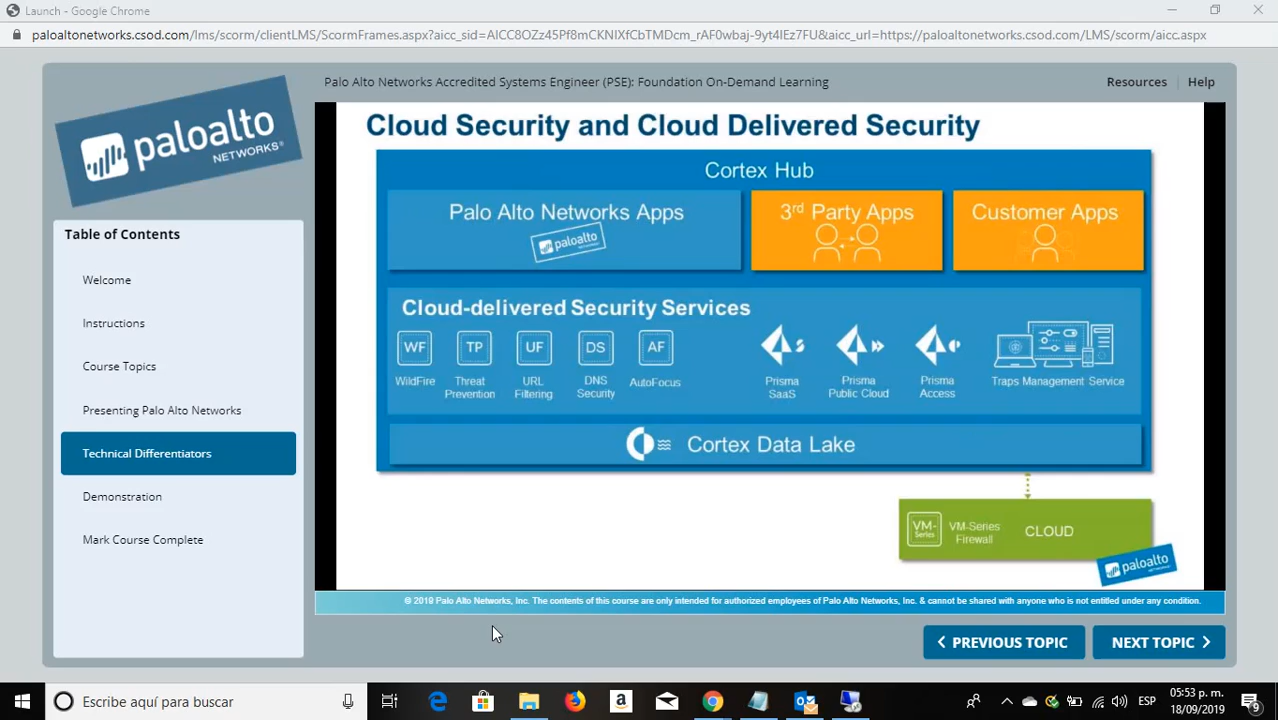 Launch - Google Chrome
paloaltonetworks.csod.com/lms/scorm/clientLMS/ScormFrames.aspx?aicc_sid=AICC8OZz45Pf8mCKNIXfCbTMDcm_rAF0wbaj-9yt4IEz7FU&aicc_url=https://paloaltonetworks.csod.com/LMS/scorm/aicc.aspx
Palo Alto Networks Accredited Systems Engineer (PSE): Foundation On-Demand Learning
Resources | Help
paloalto
NETWORKS®
Table of Contents
Welcome
Instructions
Course Topics
Presenting Palo Alto Networks
Technical Differentiators
Demonstration
Mark Course Complete
Cloud Security and Cloud Delivered Security
Cortex Hub
Palo Alto Networks Apps
paloalto
3rd Party Apps
Customer Apps
Cloud-delivered Security Services
WF
TP
UF
DS
AF
WildFire
Threat
Prevention
URL
Filtering
DNS
Security
AutoFocus
Prisma
SaaS
Prisma
Public Cloud
Prisma
Access
Traps Management Service
Cortex Data Lake
VM-
Series
VM-Series
Firewall
CLOUD
paloalto
© 2019 Palo Alto Networks, Inc. The contents of this course are only intended for authorized employees of Palo Alto Networks, Inc. & cannot be shared with anyone who is not entitled under any condition.
PREVIOUS TOPIC
NEXT TOPIC
Escribe aquí para buscar
ESP
05:53 p. m.
18/09/2019
9